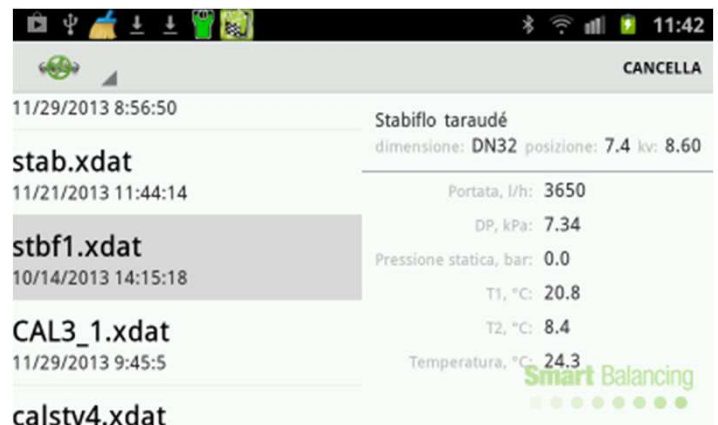 11:42
CANCELLA
11/29/2013 8:56:50
stab.xdat
11/21/2013 11:44:14
stbf1.xdat
10/14/2013 14:15:18
CAL3_1.xdat
11/29/2013 9:45:5
calstv4.xdat
Stabiflo taraudé
dimensione: DN32 posizione: 7.4 kv: 8.60
Portata, l/h: 3650
DP, kPa: 7.34
Pressione statica, bar: 0.0
T1, °C: 20.8
T2, °C: 8.4
Temperatura, °C: 24.3
Smart Balancing